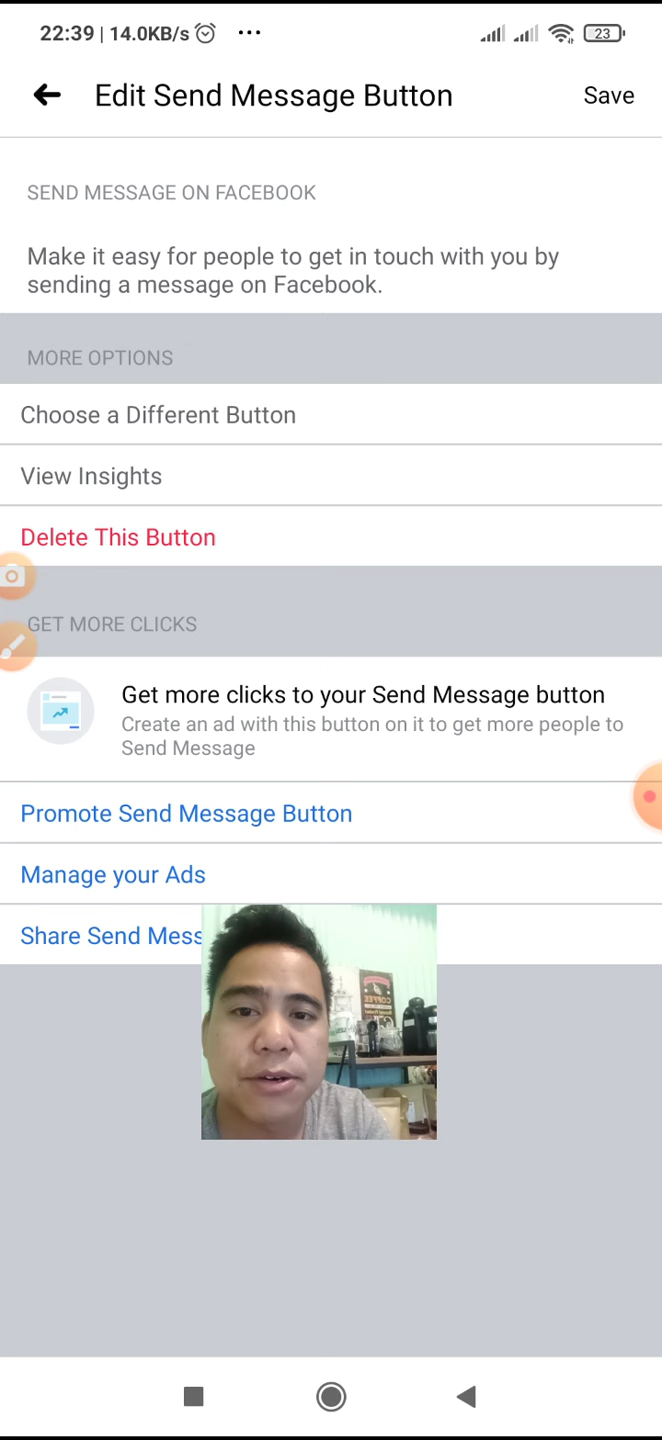 22:39 | 14.0KB/s
23
Edit Send Message Button
Save
SEND MESSAGE ON FACEBOOK
Make it easy for people to get in touch with you by
sending a message on Facebook.
MORE OPTIONS
Choose a Different Button
View Insights
Delete This Button
GET MORE CLICKS
Get more clicks to your Send Message button
Create an ad with this button on it to get more people to
Send Message
Promote Send Message Button
Manage your Ads
Share Send Mess
COFFEE